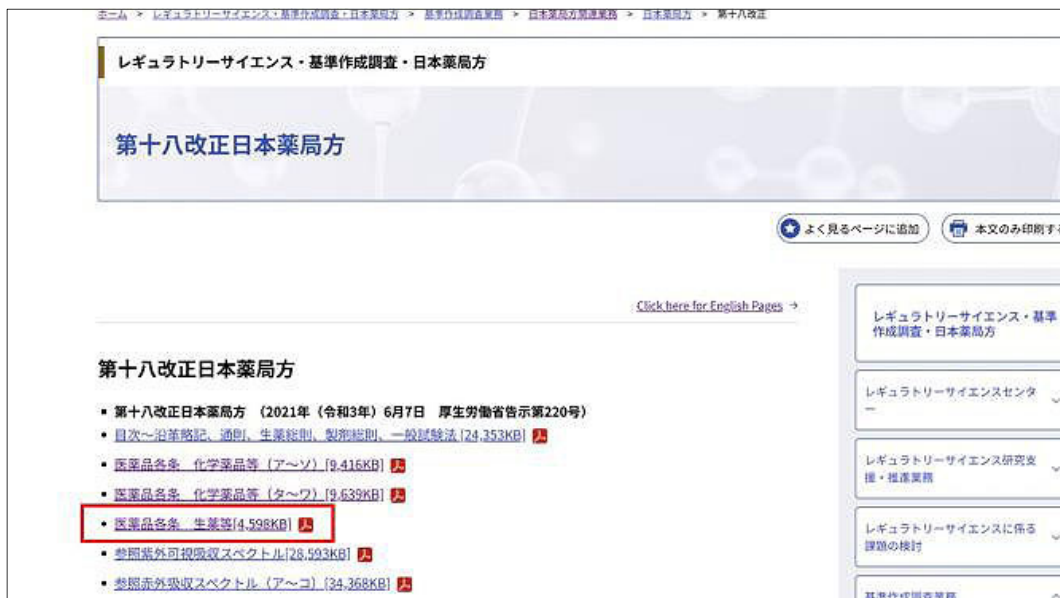 ホーム > レギュラトリーサイエンス・基準作成調査・日本薬局方 > 基準作成調査業務 > 日本薬局方関連業務 > 日本薬局方 > 第十八改正
レギュラトリーサイエンス・基準作成調査・日本薬局方
第十八改正日本薬局方
よく見るページに追加
本文のみ印刷する
Click here for English Pages →
第十八改正日本薬局方
▪ 第十八改正日本薬局方 (2021年(令和3年)6月7日 厚生労働省告示第220号)
▪ 目次~沿革略記、通則、生薬総則、製剤総則、一般試験法 [24,353KB]
▪ 医薬品各条 化学薬品等(ア~ソ)[9,416KB]
▪ 医薬品各条 化学薬品等(タ~ワ)[9,639KB]
▪ 医薬品各条 生薬等[4,598KB]
▪ 参照紫外可視吸収スペクトル[28,593KB]
▪ 参照赤外吸収スペクトル(ア~コ)[34,368KB]
レギュラトリーサイエンス・基準
作成調査・日本薬局方
レギュラトリーサイエンスセンタ
ー
レギュラトリーサイエンス研究支
援・推進業務
レギュラトリーサイエンスに係る
課題の検討
基準作成調査業務